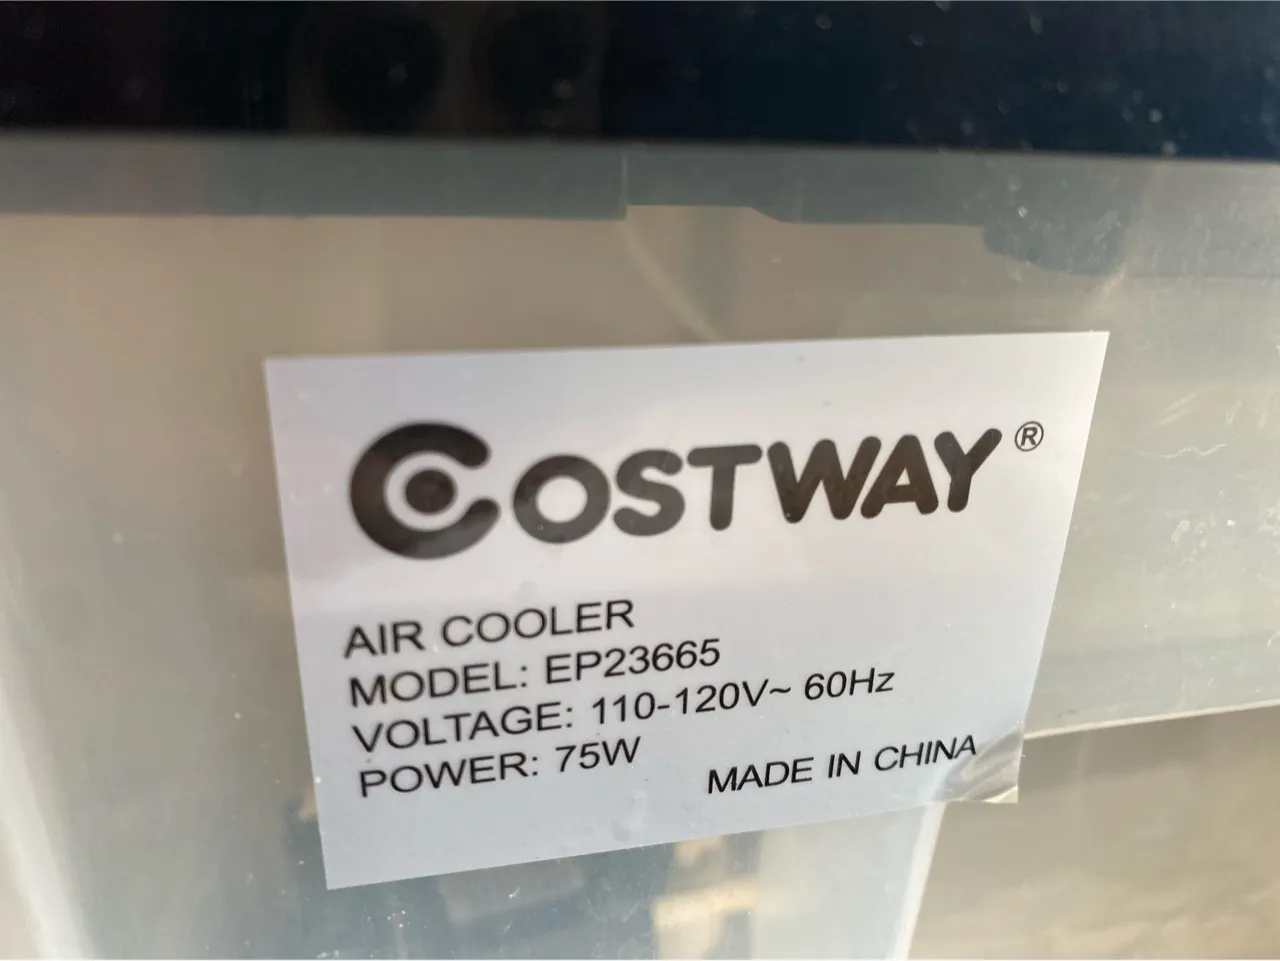 COSTWAY®
AIR COOLER
MODEL: EP23665
VOLTAGE: 110-120V~ 60Hz
POWER: 75W
MADE IN CHINA